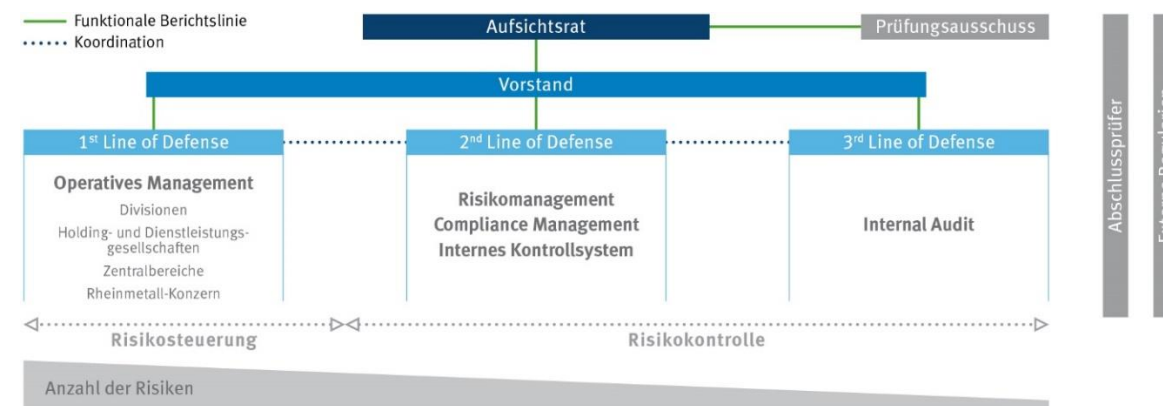 Funktionale Berichtslinie
Koordination
Aufsichtsrat
Prüfungsausschuss
Vorstand
1st Line of Defense
2nd Line of Defense
3rd Line of Defense
Operatives Management
Divisionen
Holding- und Dienstleistungs-
gesellschaften
Zentralbereiche
Rheinmetall-Konzern
Risikomanagement
Compliance Management
Internes Kontrollsystem
Internal Audit
Risikosteuerung
Risikokontrolle
Anzahl der Risiken
Abschlussprüfer